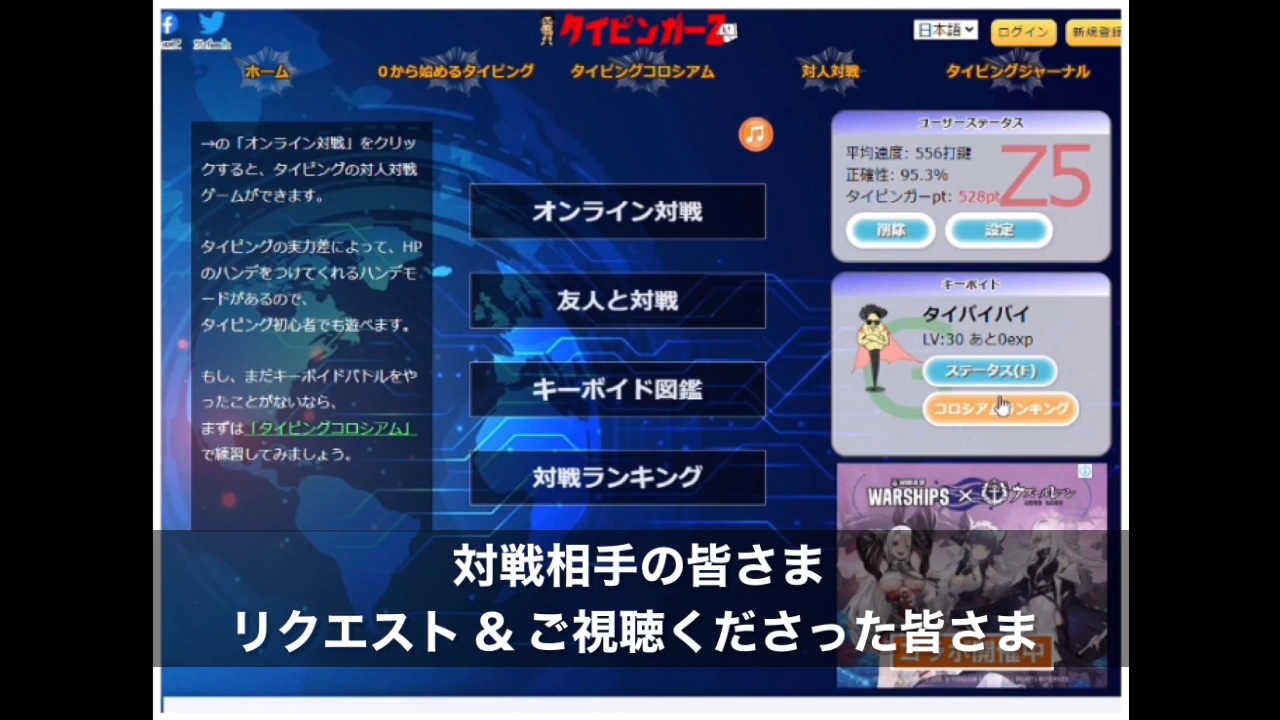 タイピンガーZ
日本語
ログイン
新規登録
ホーム
0から始めるタイピング
タイピングコロシアム
対人対戦
タイピングジャーナル
→の「オンライン対戦」をクリッ
クすると、タイピングの対人対戦
ゲームができます。
タイピングの実力差によって、HP
のハンデをつけてくれるハンデモ
ードがあるので、
タイピング初心者でも遊べます。
もし、まだキーボイドバトルをや
ったことがないなら、
まずは「タイピングコロシアム」
で練習してみましょう。
オンライン対戦
友人と対戦
キーボイド図鑑
対戦ランキング
ユーザーステータス
平均速度: 556打鍵
正確性: 95.3%
タイピンガーpt: 528pt
Z5
削除
設定
キーボイド
タイバイバイ
LV:30 あと0exp
ステータス(F)
WARSHIPS × アズールレーン
コラボ開催中
対戦相手の皆さま
リクエスト & ご視聴くださった皆さま